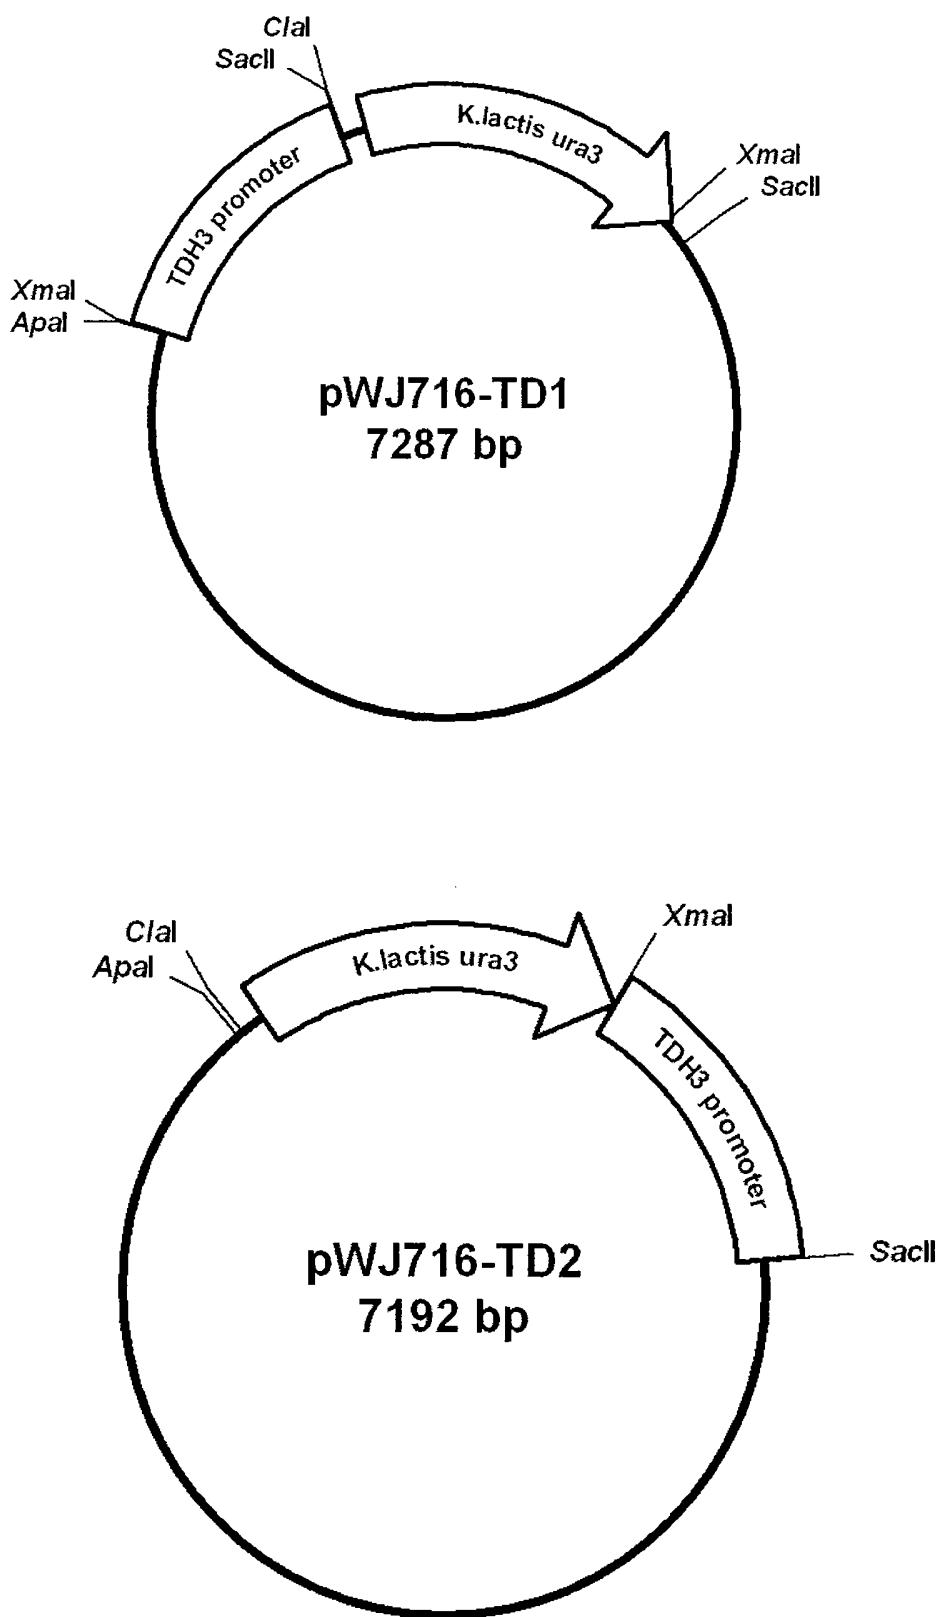 ClaI
SacII
K.lactis ura3
XmaI
SacII
TDH3 promoter
XmaI
ApaI
pWJ716-TD1
7287 bp
ClaI
ApaI
K.lactis ura3
XmaI
TDH3 promoter
SacII
pWJ716-TD2
7192 bp